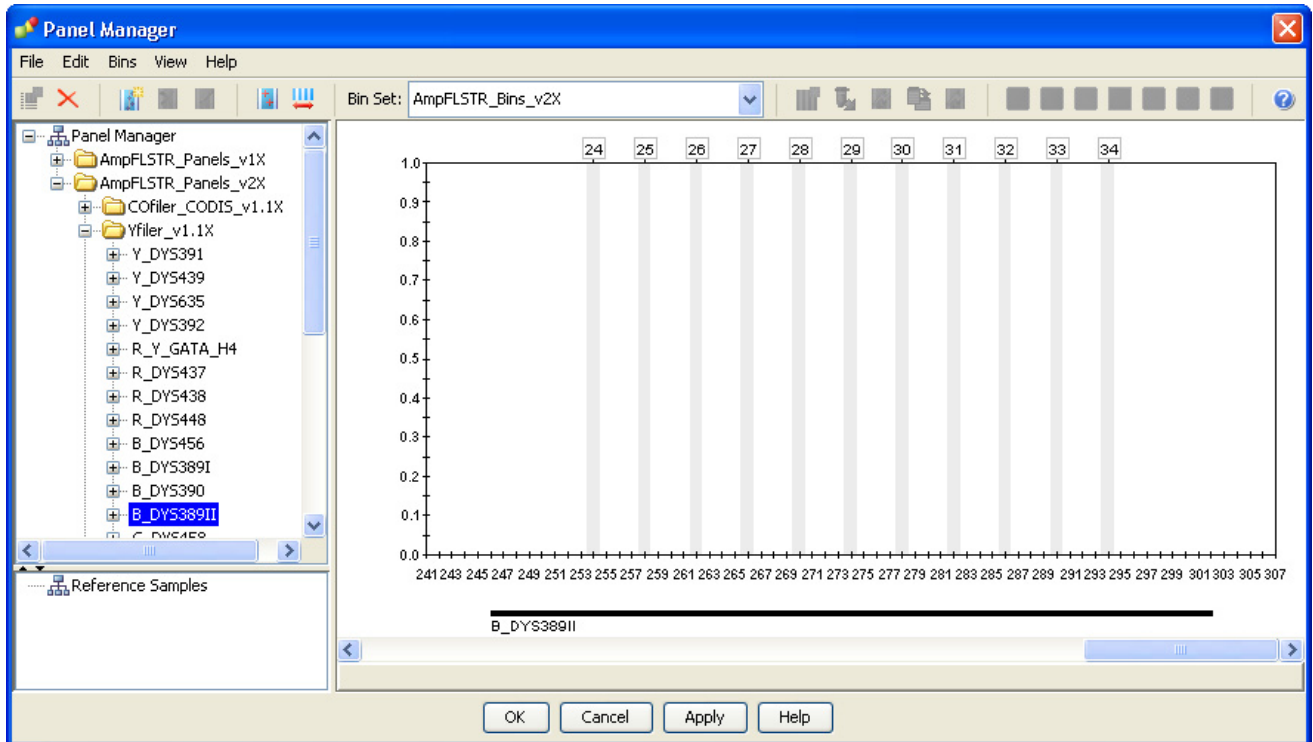 Panel Manager
File Edit Bins View Help
Bin Set: AmpFLSTR_Bins_v2X
Panel Manager
AmpFLSTR_Panels_v1X
AmpFLSTR_Panels_v2X
COfiler_CODIS_v1.1X
Yfiler_v1.1X
Y_DYS391
Y_DYS439
Y_DYS635
Y_DYS392
R_Y_GATA_H4
R_DYS437
R_DYS438
R_DYS448
B_DYS456
B_DYS389I
B_DYS390
B_DYS389II
Reference Samples
24 25 26 27 28 29 30 31 32 33 34
1.0
0.9
0.8
0.7
0.6
0.5
0.4
0.3
0.2
0.1
0.0
241 243 245 247 249 251 253 255 257 259 261 263 265 267 269 271 273 275 277 279 281 283 285 287 289 291 293 295 297 299 301 303 305 307
B_DYS389II
OK Cancel Apply Help